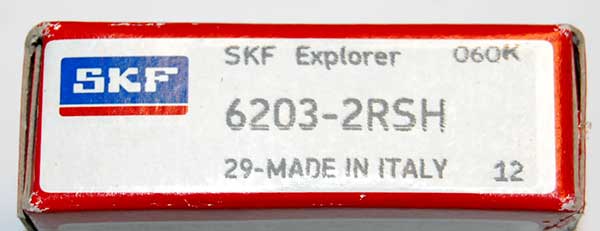 SKF
SKF Explorer 060K
6203-2RSH
29-MADE IN ITALY 12